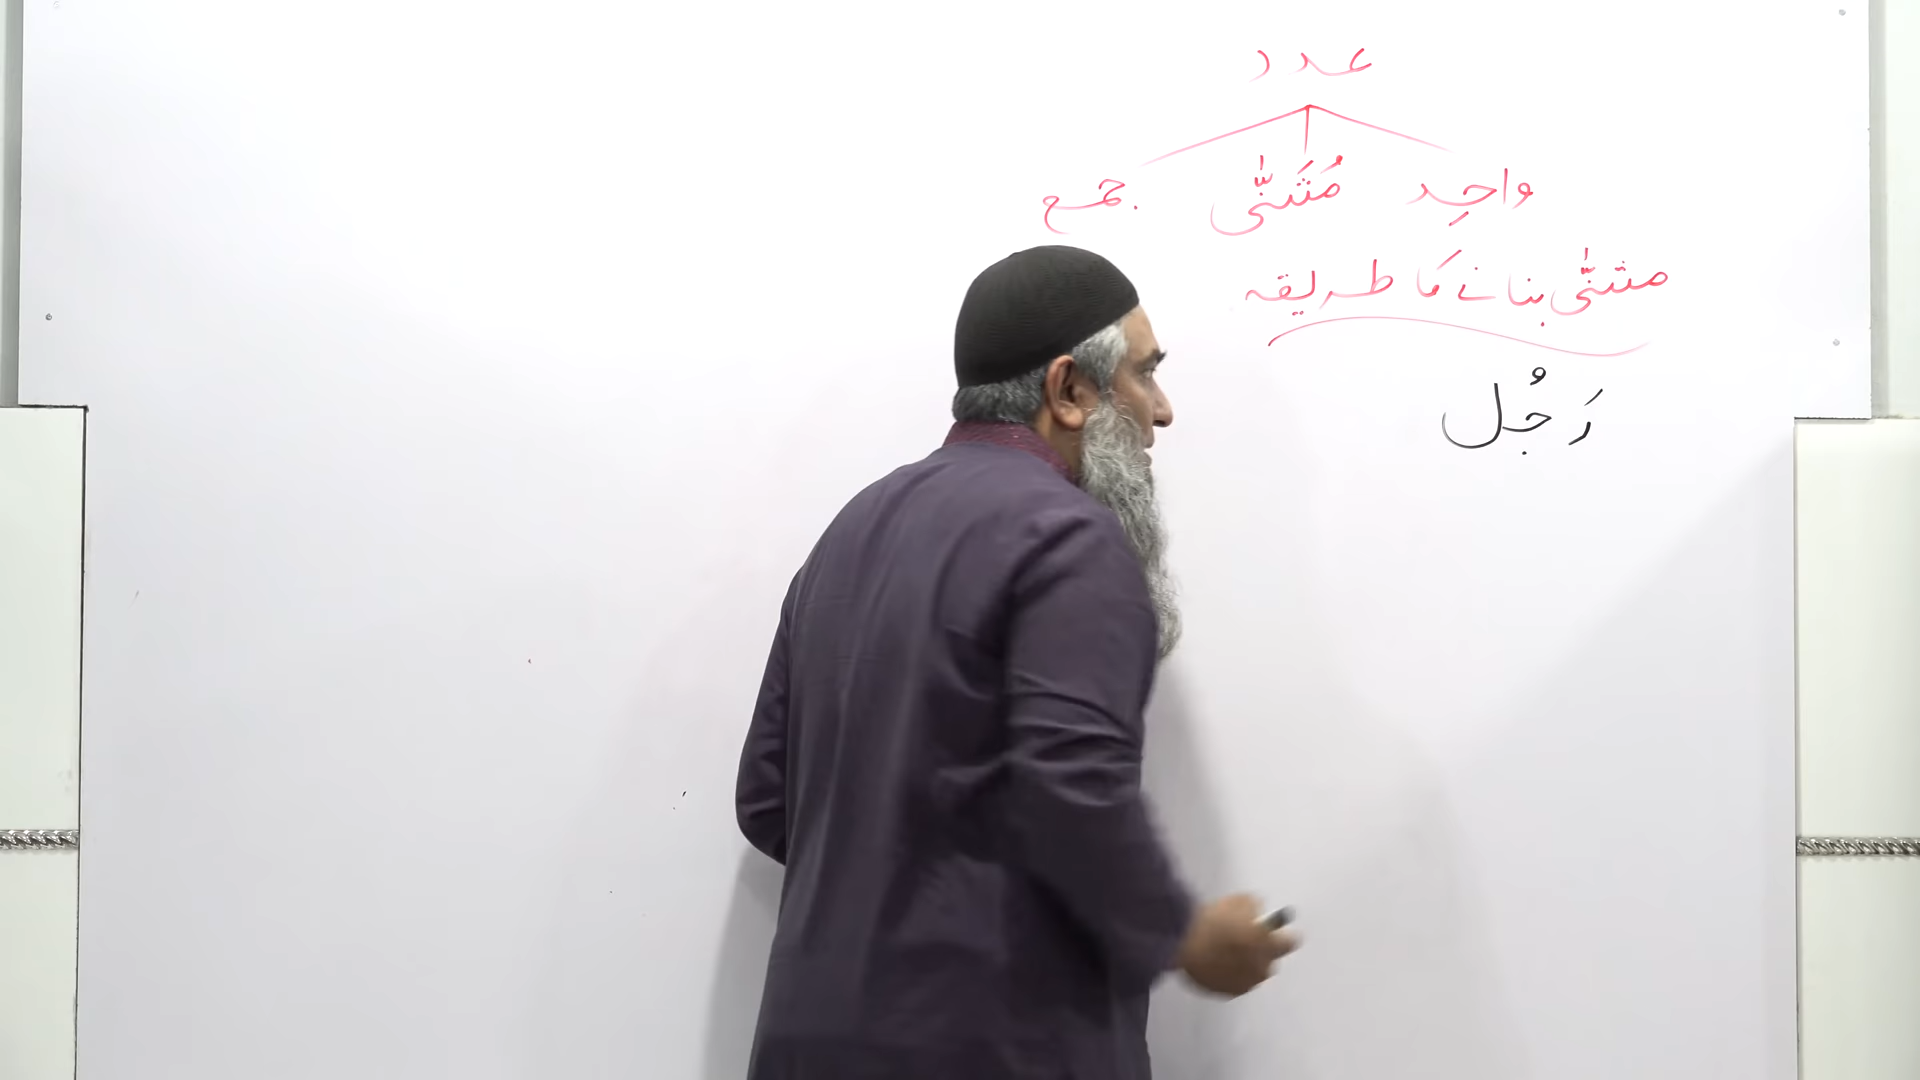 عدد
واحِد مُثَنّٰی جمع
مثنّٰی بنانے کا طریقہ
رَجُل